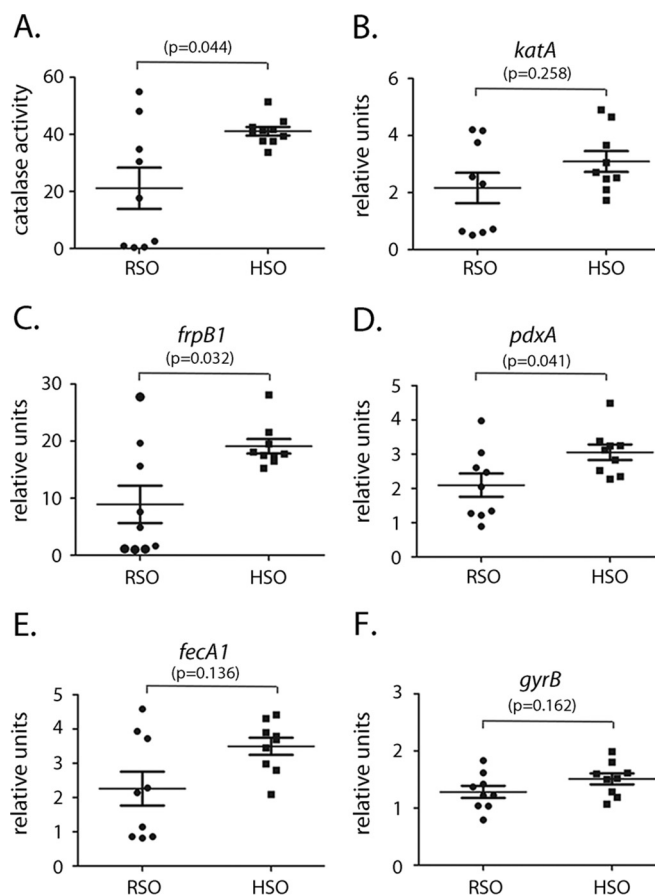 A.
(p=0.044)
catalase activity
60
40
20
0
RSO
HSO
B.
katA
(p=0.258)
relative units
6
4
2
0
RSO
HSO
C.
frpB1
(p=0.032)
relative units
30
20
10
0
RSO
HSO
D.
pdxA
(p=0.041)
relative units
5
4
3
2
1
0
RSO
HSO
E.
fecA1
(p=0.136)
relative units
5
4
3
2
1
0
RSO
HSO
F.
gyrB
(p=0.162)
relative units
3
2
1
0
RSO
HSO